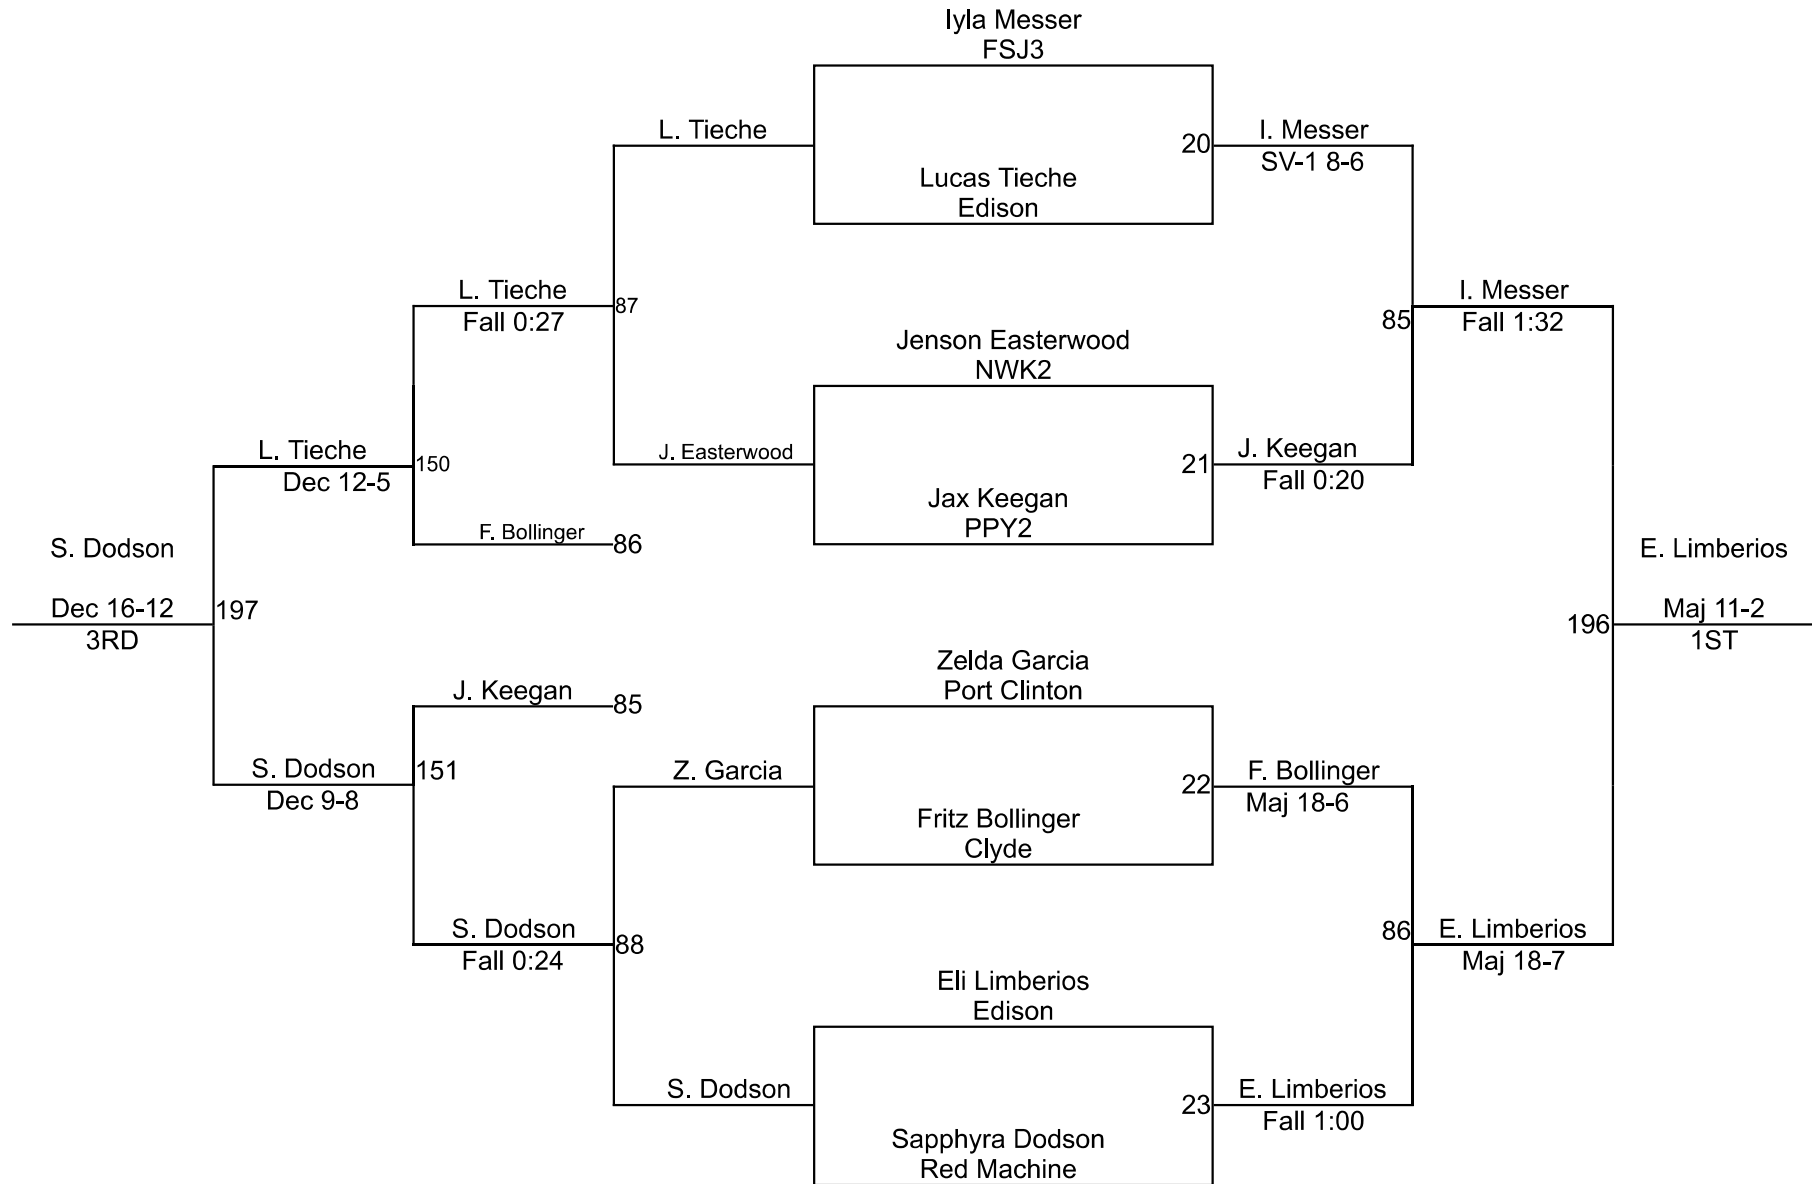 Iyla Messer
FSJ3
L. Tieche
20
I. Messer
SV-1 8-6
Lucas Tieche
Edison
L. Tieche
Fall 0:27
87
85
I. Messer
Fall 1:32
Jenson Easterwood
NWK2
L. Tieche
Dec 12-5
150
J. Easterwood
21
J. Keegan
Fall 0:20
Jax Keegan
PPY2
F. Bollinger
86
S. Dodson
Dec 16-12
3RD
197
E. Limberios
196
Maj 11-2
1ST
Zelda Garcia
Port Clinton
J. Keegan
85
S. Dodson
Dec 9-8
151
Z. Garcia
22
F. Bollinger
Maj 18-6
Fritz Bollinger
Clyde
S. Dodson
Fall 0:24
88
86
E. Limberios
Maj 18-7
Eli Limberios
Edison
S. Dodson
23
E. Limberios
Fall 1:00
Sapphyra Dodson
Red Machine